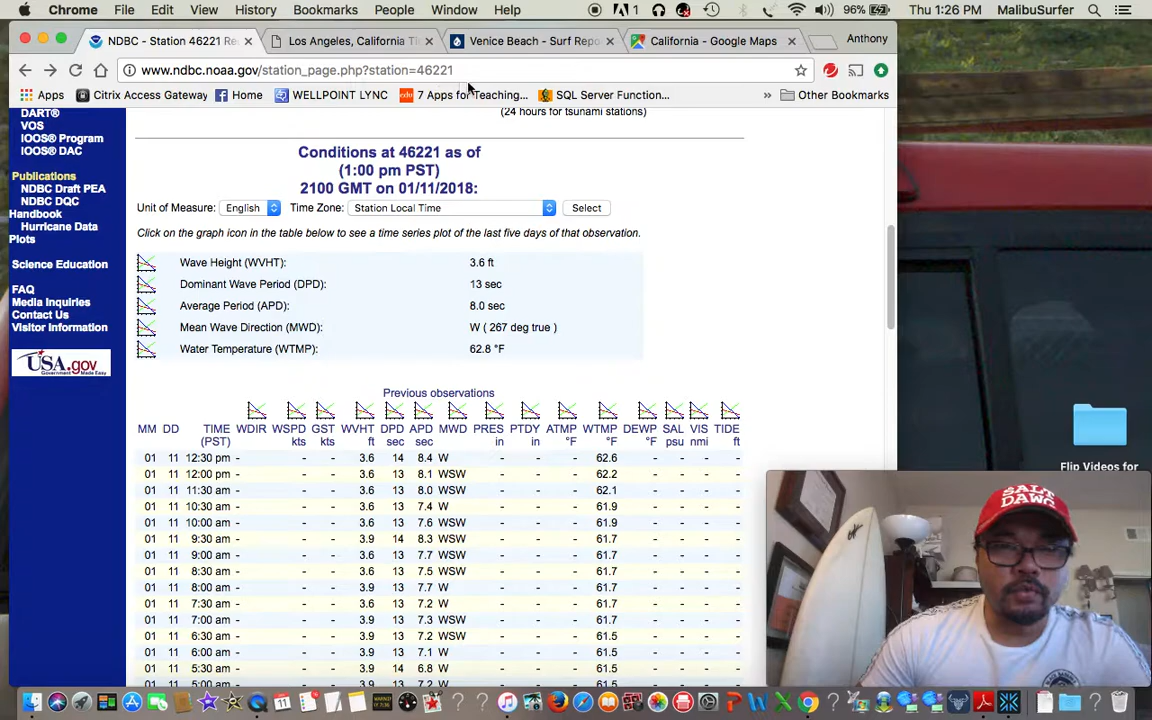 Chrome File Edit View History Bookmarks People Window Help 1 96% Thu 1:26 PM MalibuSurfer
NDBC - Station 46221 Re Los Angeles, California Ti Venice Beach - Surf Repo California - Google Maps Anthony
www.ndbc.noaa.gov/station_page.php?station=46221
Apps Citrix Access Gateway Home WELLPOINT LYNC 7 Apps for Teaching... SQL Server Function... » Other Bookmarks
DART®
VOS
IOOS® Program
IOOS® DAC
Publications
NDBC Draft PEA
NDBC DQC
Handbook
Hurricane Data
Plots
Science Education
FAQ
Media Inquiries
Contact Us
Visitor Information
USA.gov
Government Made Easy
(24 hours for tsunami stations)
Conditions at 46221 as of
(1:00 pm PST)
2100 GMT on 01/11/2018:
Unit of Measure: English Time Zone: Station Local Time Select
Click on the graph icon in the table below to see a time series plot of the last five days of that observation.
Wave Height (WVHT): 3.6 ft
Dominant Wave Period (DPD): 13 sec
Average Period (APD): 8.0 sec
Mean Wave Direction (MWD): W ( 267 deg true )
Water Temperature (WTMP): 62.8 °F
Previous observations
MM DD TIME WDIR WSPD GST WVHT DPD APD MWD PRES PTDY ATMP WTMP DEWP SAL VIS TIDE
(PST) kts kts ft sec sec in in °F °F °F psu nmi ft
01 11 12:30 pm - - - 3.6 14 8.4 W - - - 62.6 - - - -
01 11 12:00 pm - - - 3.6 13 8.1 WSW - - - 62.2 - - - -
01 11 11:30 am - - - 3.6 13 8.0 WSW - - - 62.1 - - - -
01 11 10:30 am - - - 3.6 13 7.4 W - - - 61.9 - - - -
01 11 10:00 am - - - 3.6 13 7.6 WSW - - - 61.9 - - - -
01 11 9:30 am - - - 3.6 14 8.3 WSW - - - 61.7 - - - -
01 11 9:00 am - - - 3.6 13 7.7 WSW - - - 61.7 - - - -
01 11 8:30 am - - - 3.6 13 7.5 WSW - - - 61.7 - - - -
01 11 8:00 am - - - 3.9 13 7.7 W - - - 61.7 - - - -
01 11 7:30 am - - - 3.6 13 7.2 W - - - 61.7 - - - -
01 11 7:00 am - - - 3.9 13 7.3 WSW - - - 61.7 - - - -
01 11 6:30 am - - - 3.9 13 7.2 WSW - - - 61.5 - - - -
01 11 6:00 am - - - 3.9 13 7.1 W - - - 61.5 - - - -
01 11 5:30 am - - - 3.9 14 6.8 W - - - 61.5 - - - -
01 11 5:00 am - - - 3.9 13 7.2 WSW - - - 61.5 - - - -
Flip Videos for
SALT
DAWG